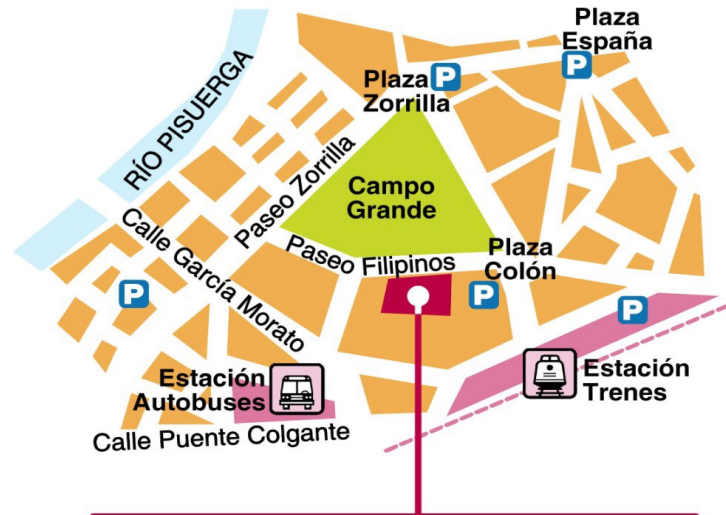 Plaza
España
P
Plaza
Zorrilla
P
RÍO PISUERGA
Paseo Zorrilla
Campo
Grande
Calle García Morato
Paseo Filipinos
Plaza
Colón
P
P
P
Estación
Autobuses
Estación
Trenes
Calle Puente Colgante